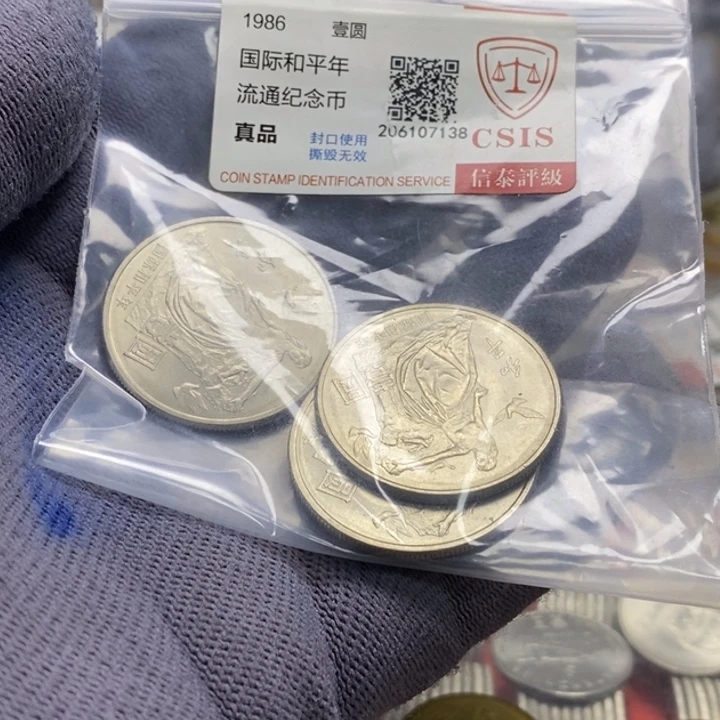 1986 壹圆
国际和平年
流通纪念币
真品
封口使用
撕毁无效
206107138
CSIS
COIN STAMP IDENTIFICATION SERVICE
信泰評級
圆